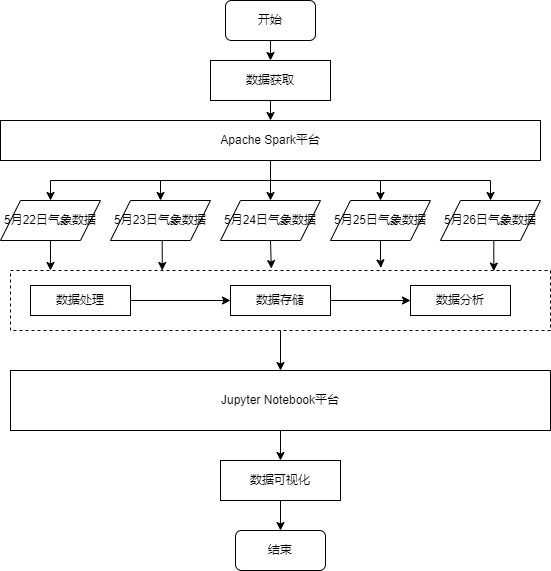 开始
数据获取
Apache Spark平台
5月22日气象数据
5月23日气象数据
5月24日气象数据
5月25日气象数据
5月26日气象数据
数据处理
数据存储
数据分析
Jupyter Notebook平台
数据可视化
结束